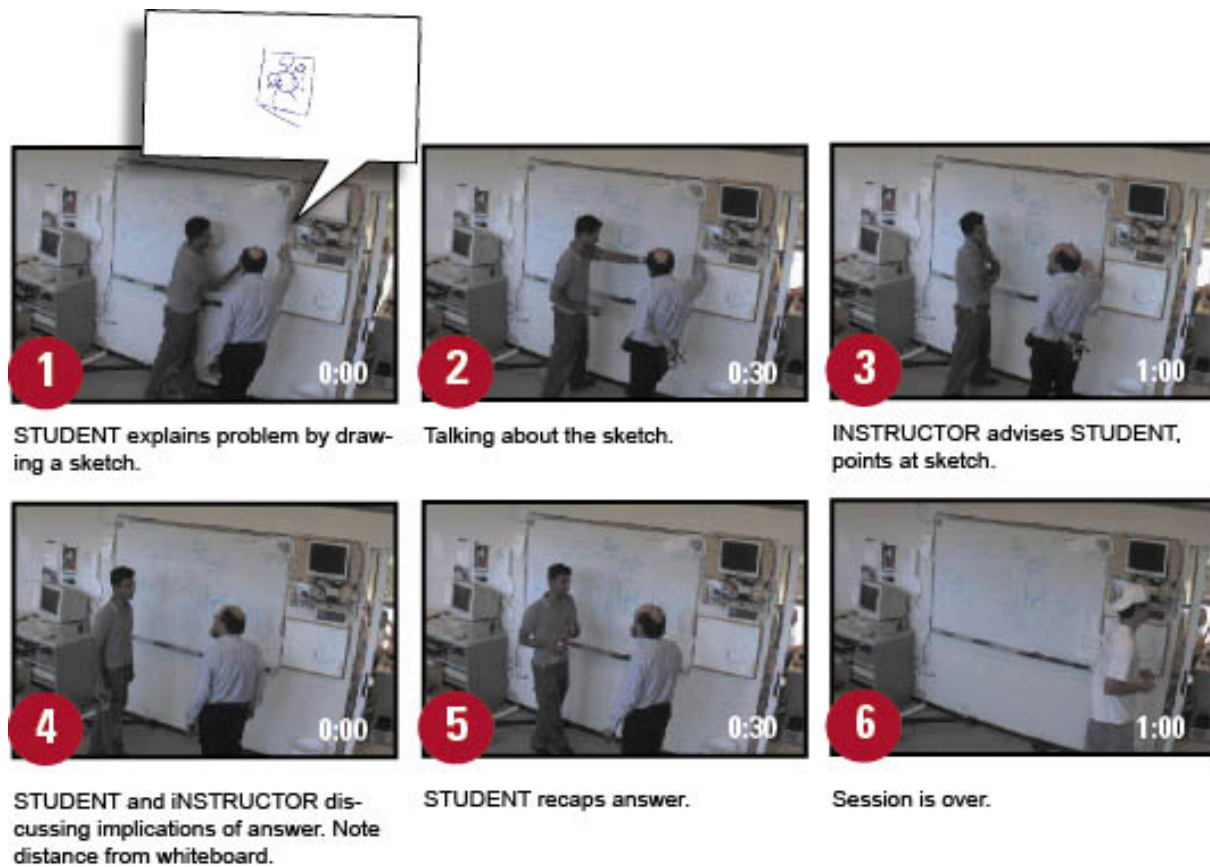 1
0:00
2
0:30
3
1:00
STUDENT explains problem by draw-
ing a sketch.
Talking about the sketch.
INSTRUCTOR advises STUDENT,
points at sketch.
4
0:00
5
0:30
6
1:00
STUDENT and iNSTRUCTOR dis-
cussing implications of answer. Note
distance from whiteboard.
STUDENT recaps answer.
Session is over.